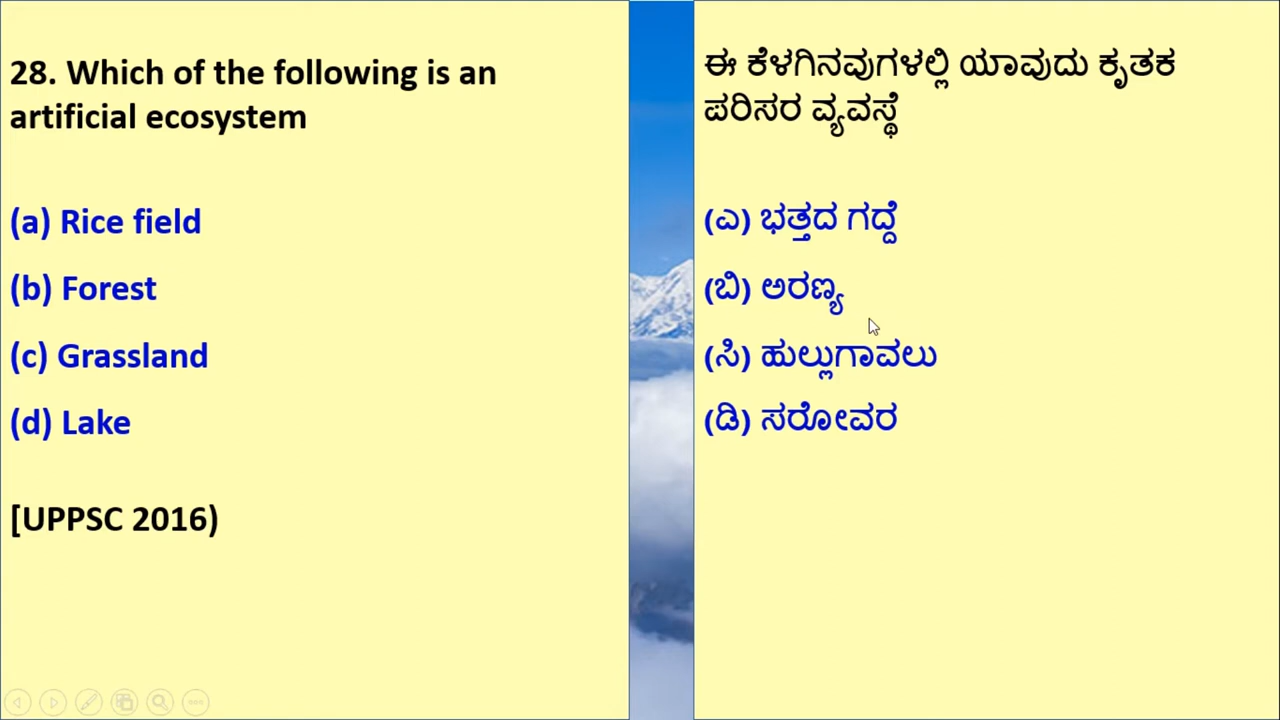 28. Which of the following is an
artificial ecosystem
(a) Rice field
(b) Forest
(c) Grassland
(d) Lake
[UPPSC 2016)
ಈ ಕೆಳಗಿನವುಗಳಲ್ಲಿ ಯಾವುದು ಕೃತಕ
ಪರಿಸರ ವ್ಯವಸ್ಥೆ
(ಎ) ಭತ್ತದ ಗದ್ದೆ
(ಬಿ) ಅರಣ್ಯ
(ಸಿ) ಹುಲ್ಲುಗಾವಲು
(ಡಿ) ಸರೋವರ